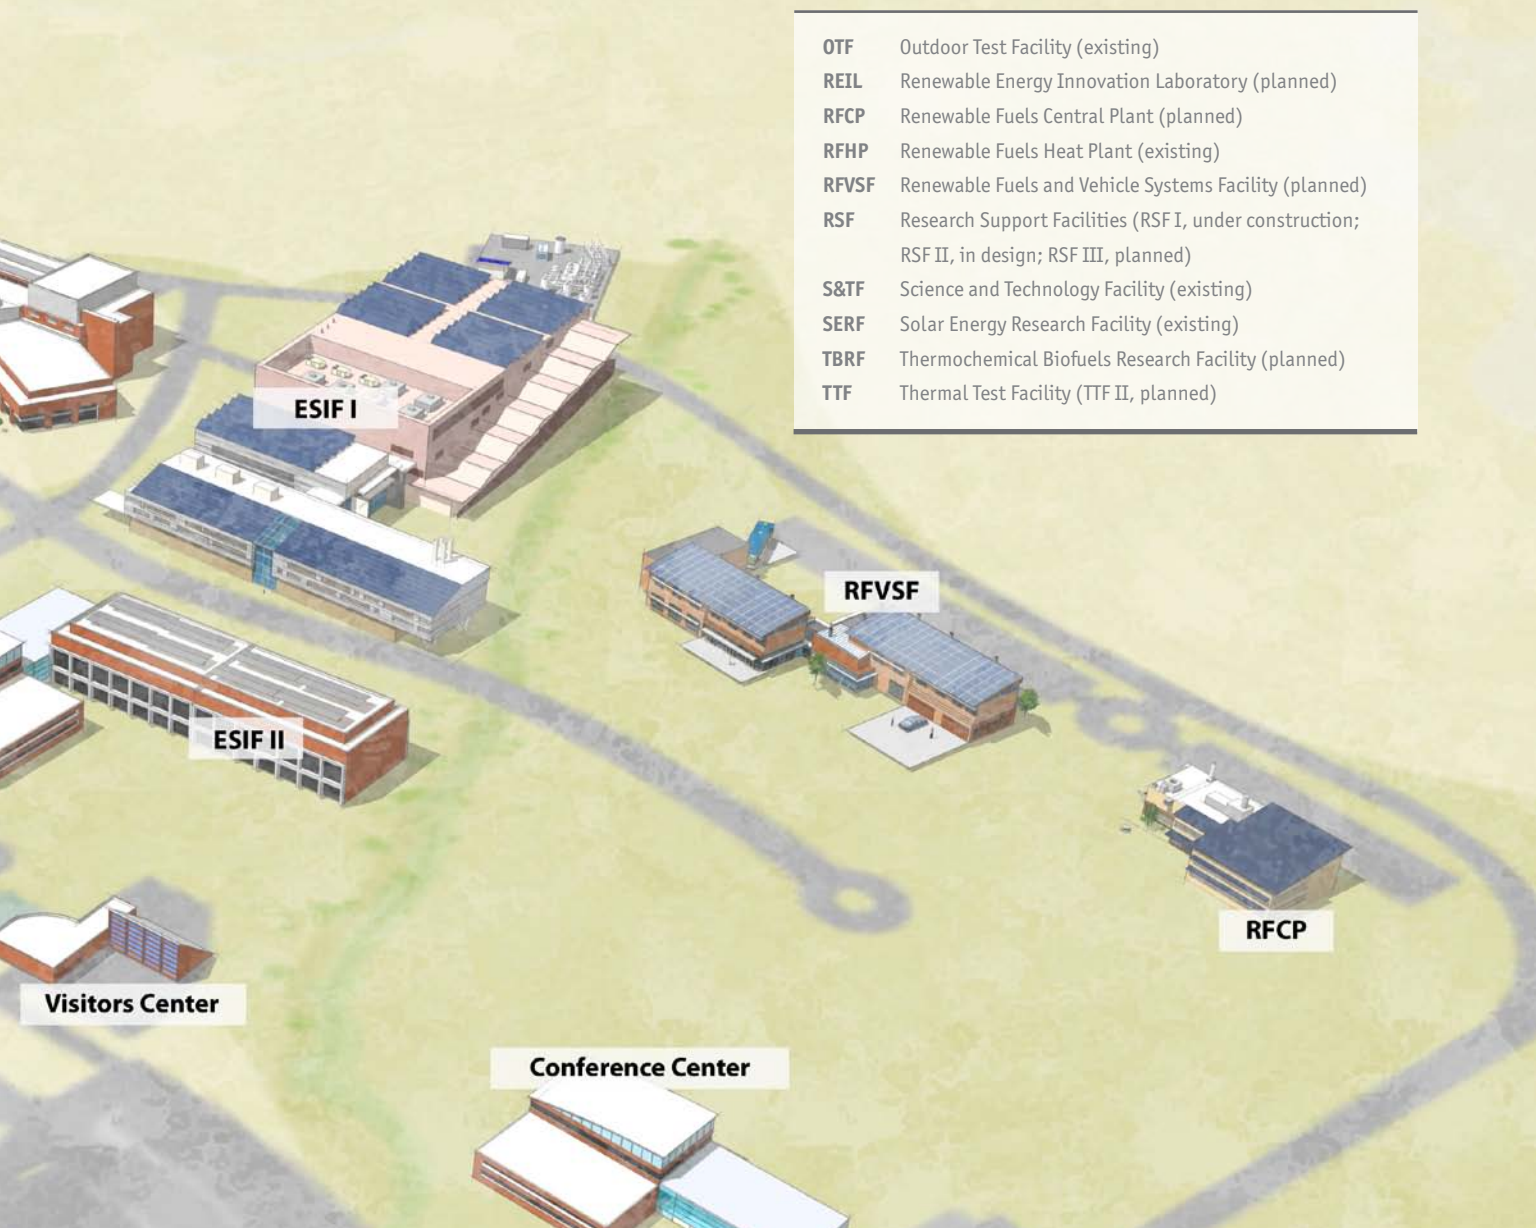 OTF Outdoor Test Facility (existing)
REIL Renewable Energy Innovation Laboratory (planned)
RFCP Renewable Fuels Central Plant (planned)
RFHP Renewable Fuels Heat Plant (existing)
RFVSF Renewable Fuels and Vehicle Systems Facility (planned)
RSF Research Support Facilities (RSF I, under construction;
RSF II, in design; RSF III, planned)
S&TF Science and Technology Facility (existing)
SERF Solar Energy Research Facility (existing)
TBRF Thermochemical Biofuels Research Facility (planned)
TTF Thermal Test Facility (TTF II, planned)
ESIF I
RFVSF
ESIF II
RFCP
Visitors Center
Conference Center